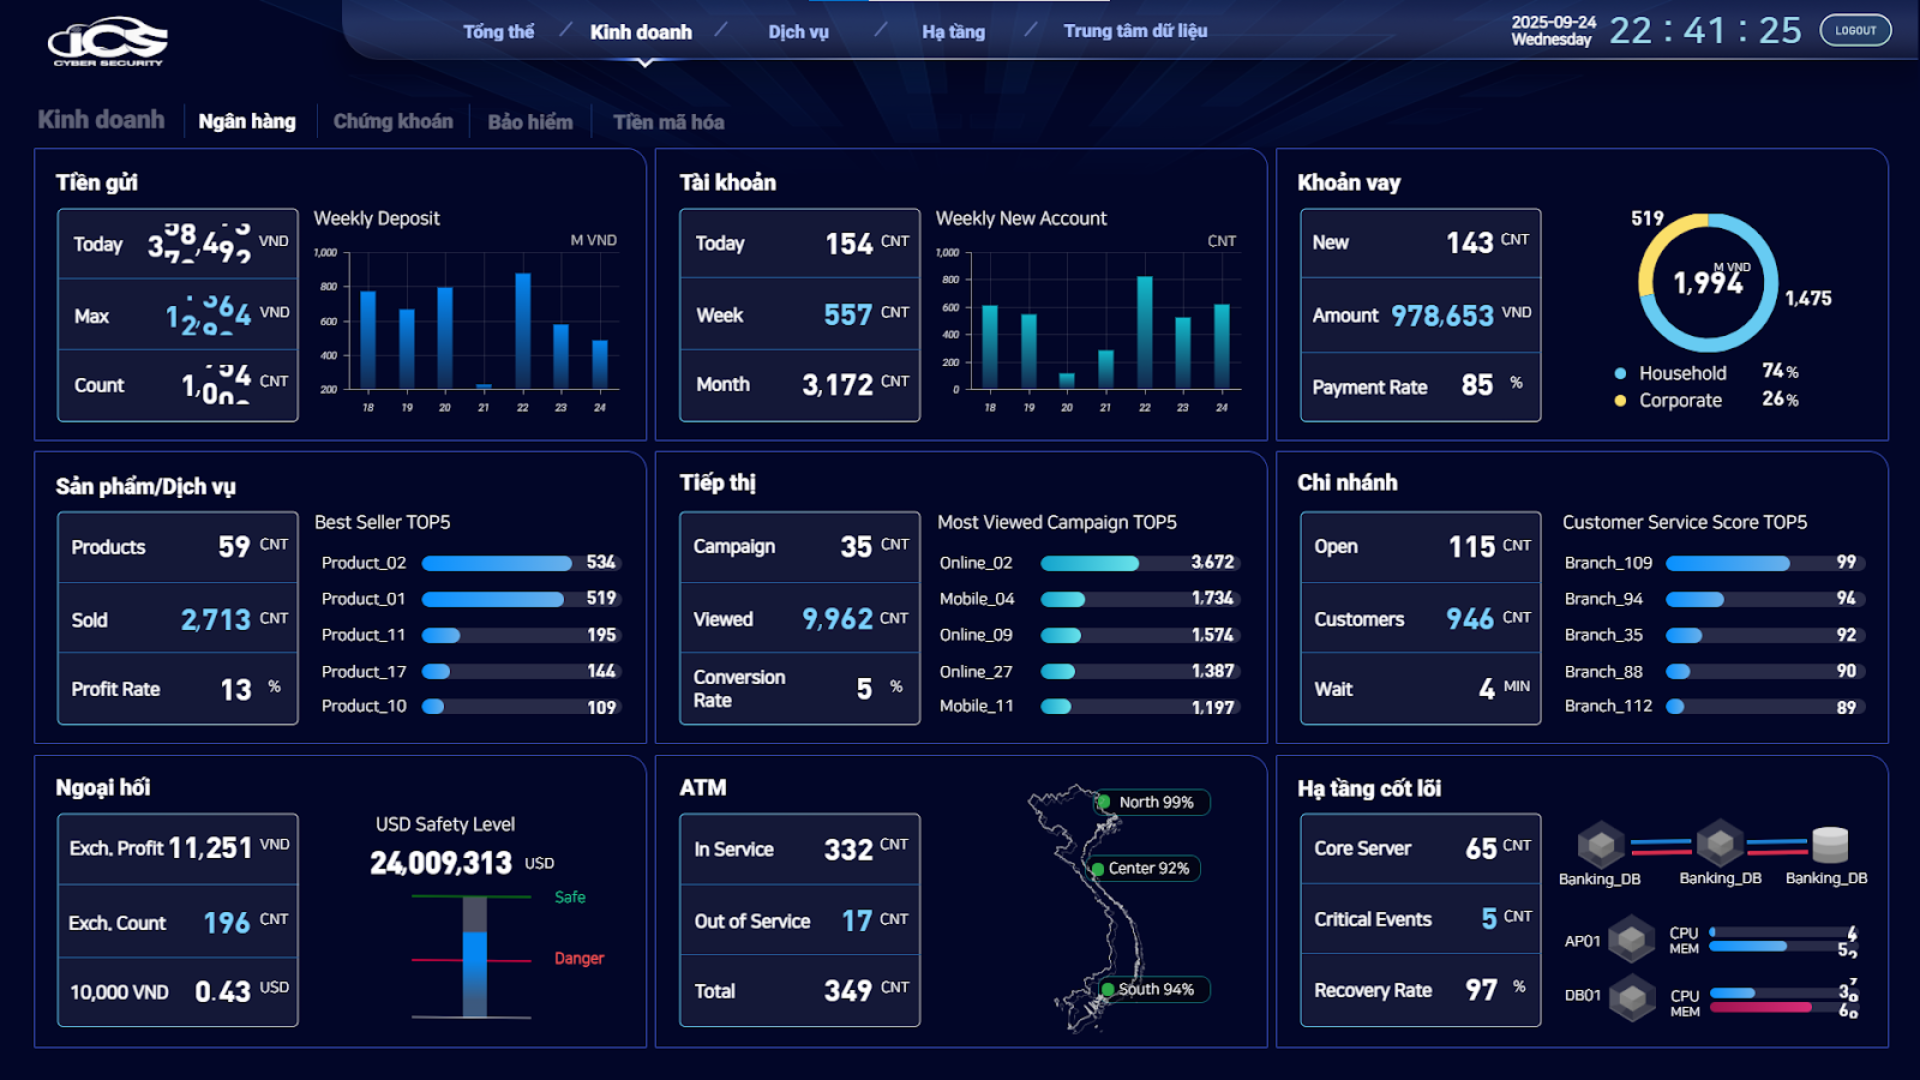 ICS
CYBER SECURITY
Tổng thể / Kinh doanh / Dịch vụ / Hạ tầng / Trung tâm dữ liệu
2025-09-24
Wednesday
22 : 41 : 25
LOGOUT
Kinh doanh
Ngân hàng
Chứng khoán
Bảo hiểm
Tiền mã hóa
Tiền gửi
Today VND
Max VND
Count CNT
Weekly Deposit
M VND
1,000
800
600
400
200
18 19 20 21 22 23 24
Tài khoản
Today 154 CNT
Week 557 CNT
Month 3,172 CNT
Weekly New Account
CNT
1,000
800
600
400
200
0
18 19 20 21 22 23 24
Khoản vay
New 143 CNT
Amount 978,653 VND
Payment Rate 85 %
519
M VND
1,994
1,475
Household 74%
Corporate 26%
Sản phẩm/Dịch vụ
Products 59 CNT
Sold 2,713 CNT
Profit Rate 13 %
Best Seller TOP5
Product_02 534
Product_01 519
Product_11 195
Product_17 144
Product_10 109
Tiếp thị
Campaign 35 CNT
Viewed 9,962 CNT
Conversion
Rate 5 %
Most Viewed Campaign TOP5
Online_02 3,672
Mobile_04 1,734
Online_09 1,574
Online_27 1,387
Mobile_11 1,197
Chi nhánh
Open 115 CNT
Customers 946 CNT
Wait 4 MIN
Customer Service Score TOP5
Branch_109 99
Branch_94 94
Branch_35 92
Branch_88 90
Branch_112 89
Ngoại hối
Exch. Profit 11,251 VND
Exch. Count 196 CNT
10,000 VND 0.43 USD
USD Safety Level
24,009,313 USD
Safe
Danger
ATM
In Service 332 CNT
Out of Service 17 CNT
Total 349 CNT
North 99%
Center 92%
South 94%
Hạ tầng cốt lõi
Core Server 65 CNT
Critical Events 5 CNT
Recovery Rate 97 %
Banking_DB Banking_DB Banking_DB
AP01
CPU
MEM
DB01
CPU
MEM